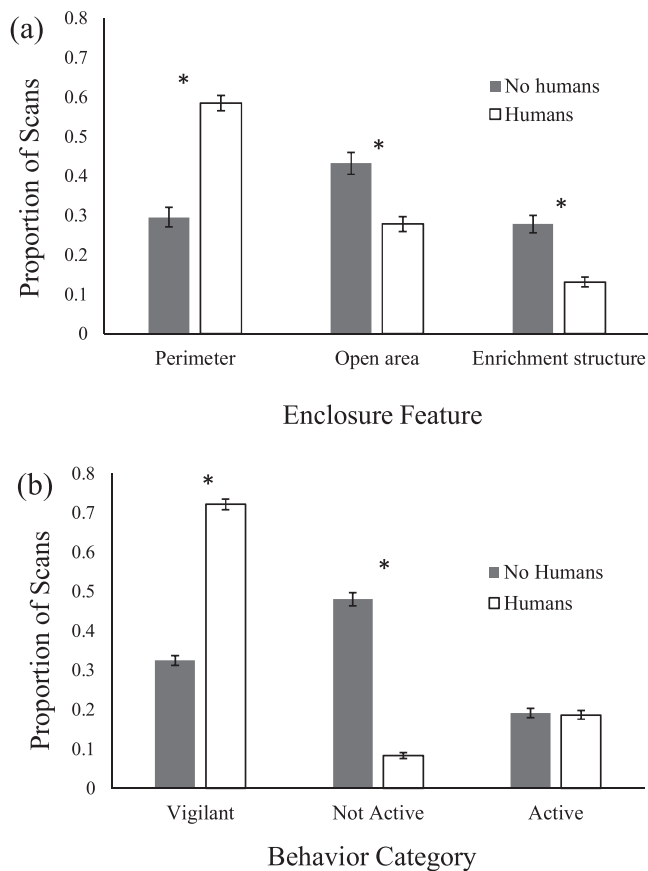 (a)
Proportion of Scans
0.8
0.7
0.6
0.5
0.4
0.3
0.2
0.1
0
*
*
*
No humans
Humans
Perimeter Open area Enrichment structure
Enclosure Feature
(b)
Proportion of Scans
0.8
0.7
0.6
0.5
0.4
0.3
0.2
0.1
0
*
*
No Humans
Humans
Vigilant Not Active Active
Behavior Category